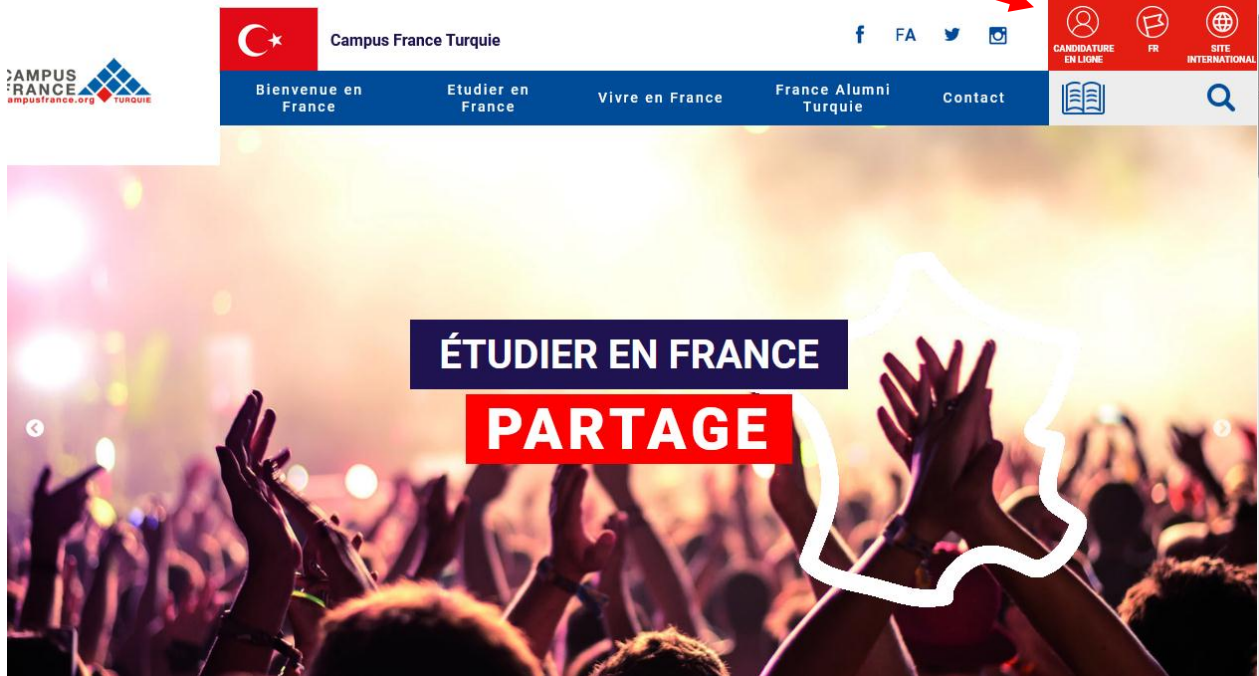 CAMPUS
FRANCE
campusfrance.org
TURQUIE
Campus France Turquie
f FA
CANDIDATURE
EN LIGNE
FR
SITE
INTERNATIONAL
Bienvenue en
France
Etudier en
France
Vivre en France
France Alumni
Turquie
Contact
ÉTUDIER EN FRANCE
PARTAGE